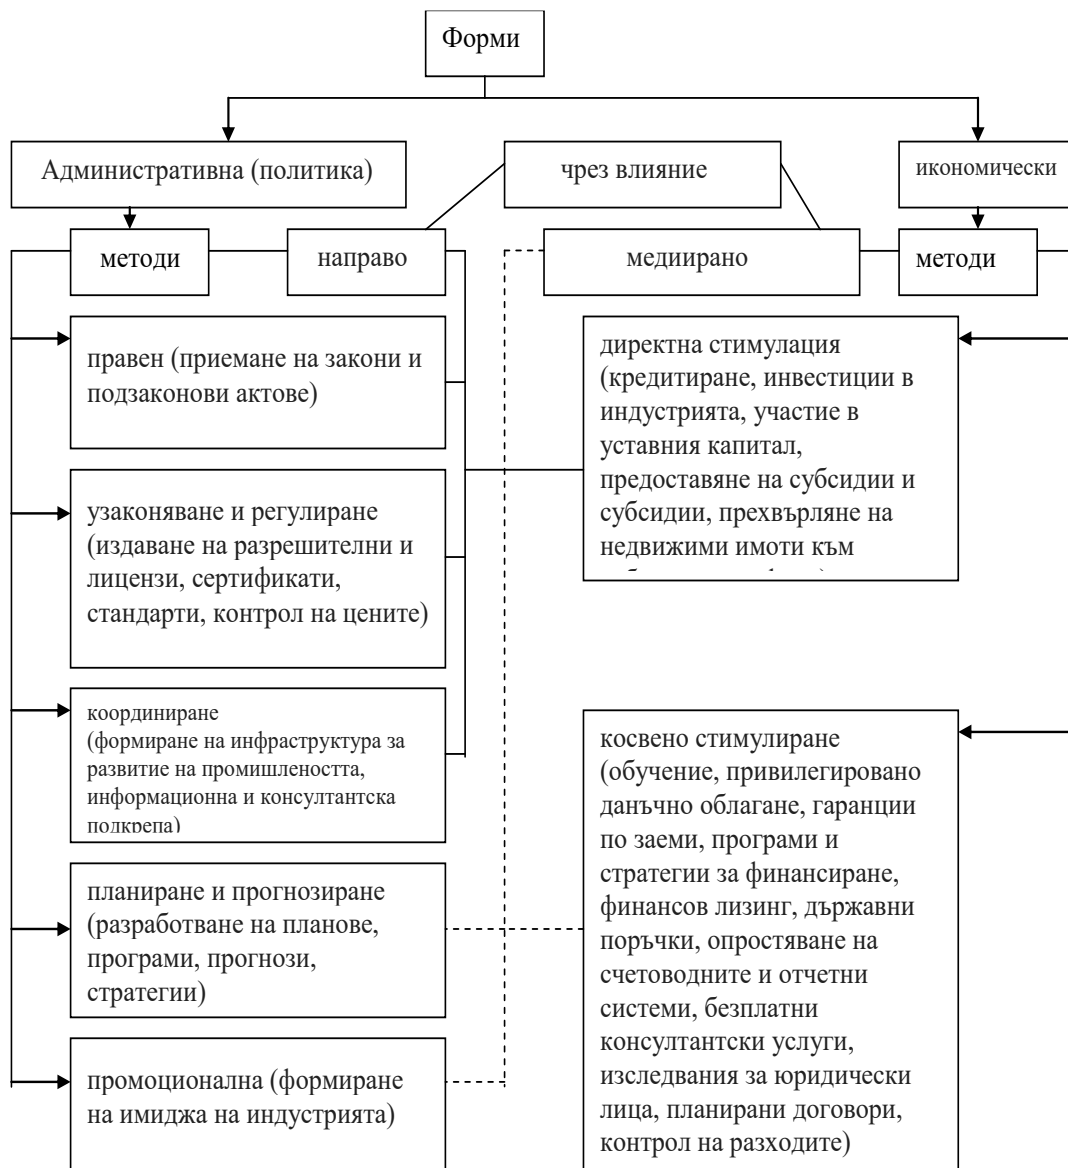 Форми
Административна (политика)
чрез влияние
икономически
методи
направо
медиирано
методи
правен (приемане на закони и
подзаконови актове)
узаконяване и регулиране
(издаване на разрешителни и
лицензи, сертификати,
стандарти, контрол на цените)
координиране
(формиране на инфраструктура за
развитие на промишлеността,
информационна и консултантска
подкрепа)
планиране и прогнозиране
(разработване на планове,
програми, прогнози,
стратегии)
промоционална (формиране
на имиджа на индустрията)
директна стимулация
(кредитиране, инвестиции в
индустрията, участие в
уставния капитал,
предоставяне на субсидии и
субсидии, прехвърляне на
недвижими имоти към
косвено стимулиране
(обучение, привилегировано
данъчно облагане, гаранции
по заеми, програми и
стратегии за финансиране,
финансов лизинг, държавни
поръчки, опростяване на
счетоводните и отчетни
системи, безплатни
консултантски услуги,
изследвания за юридически
лица, планирани договори,
контрол на разходите)